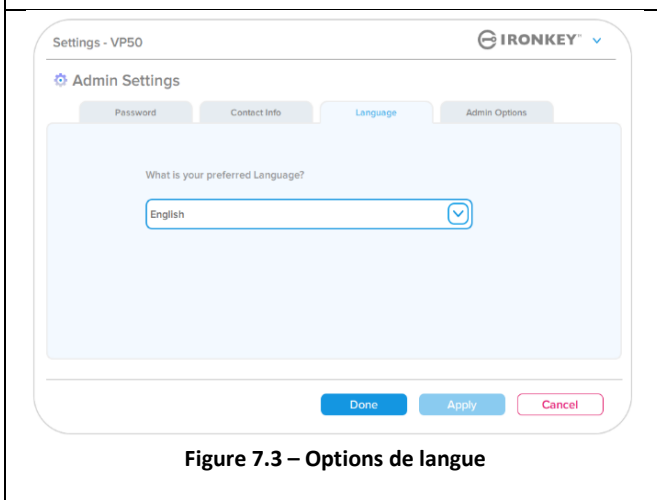 Settings - VP50
IRONKEY™
Admin Settings
Password Contact Info Language Admin Options
What is your preferred Language?
English
Done Apply Cancel
Figure 7.3 – Options de langue